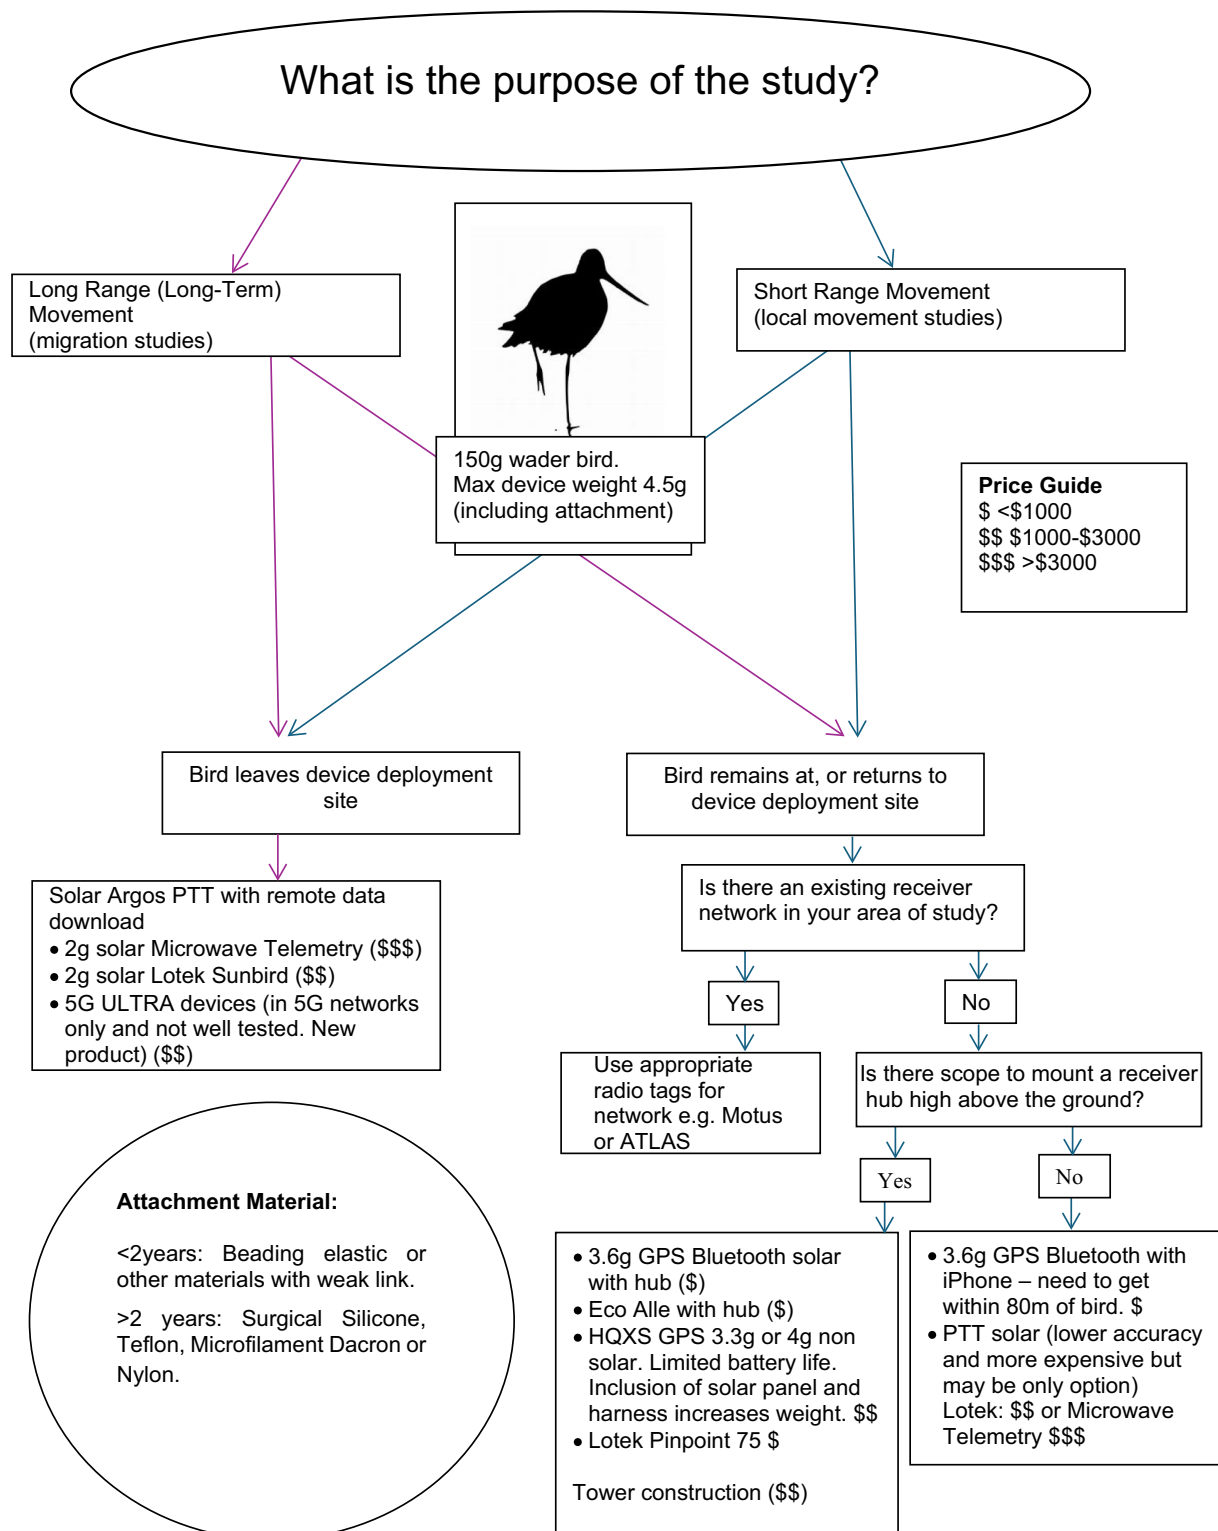 What is the purpose of the study?
Long Range (Long-Term)
Movement
(migration studies)
Short Range Movement
(local movement studies)
150g wader bird.
Max device weight 4.5g
(including attachment)
Price Guide
$ <$1000
$$ $1000-$3000
$$$ >$3000
Bird leaves device deployment
site
Bird remains at, or returns to
device deployment site
Solar Argos PTT with remote data
download
• 2g solar Microwave Telemetry ($$$)
• 2g solar Lotek Sunbird ($$)
• 5G ULTRA devices (in 5G networks
only and not well tested. New
product) ($$)
Is there an existing receiver
network in your area of study?
Yes
No
Use appropriate
radio tags for
network e.g. Motus
or ATLAS
Is there scope to mount a receiver
hub high above the ground?
Yes
No
Attachment Material:
<2years: Beading elastic or
other materials with weak link.
>2 years: Surgical Silicone,
Teflon, Microfilament Dacron or
Nylon.
• 3.6g GPS Bluetooth solar
with hub ($)
• Eco Alle with hub ($)
• HQXS GPS 3.3g or 4g non
solar. Limited battery life.
Inclusion of solar panel and
harness increases weight. $$
• Lotek Pinpoint 75 $
Tower construction ($$)
• 3.6g GPS Bluetooth with
iPhone – need to get
within 80m of bird. $
• PTT solar (lower accuracy
and more expensive but
may be only option)
Lotek: $$ or Microwave
Telemetry $$$